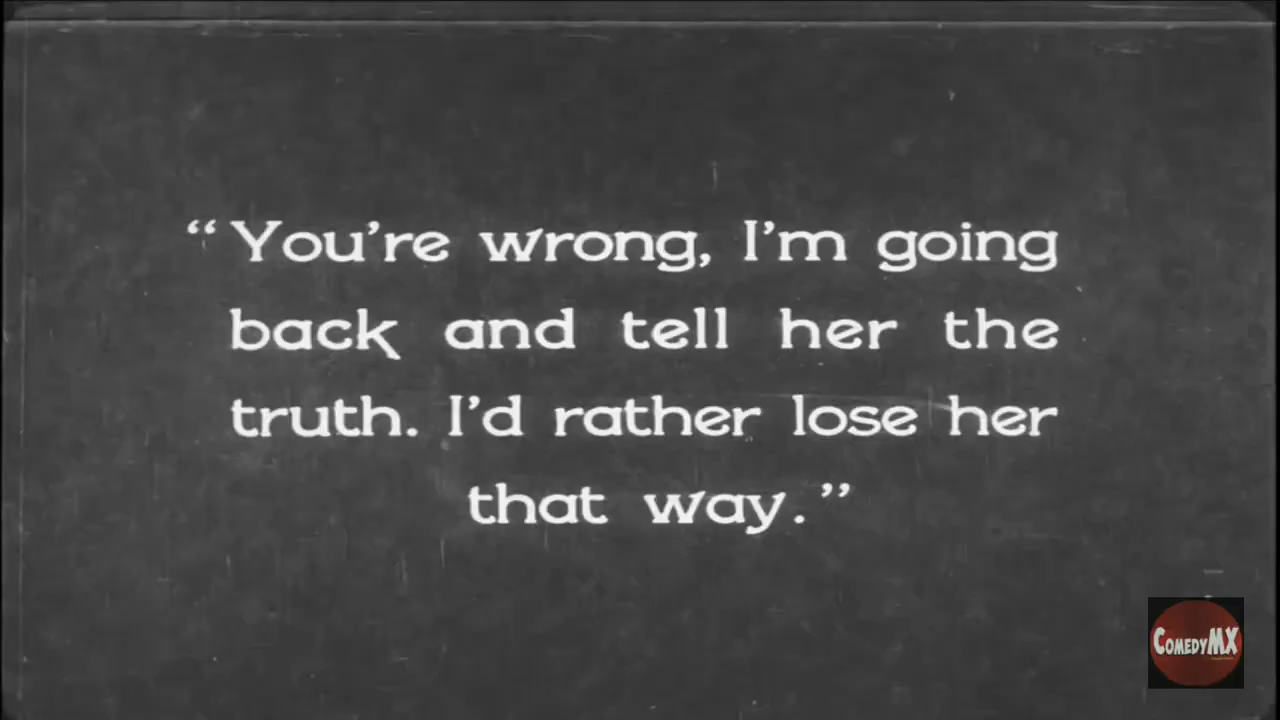 “You’re wrong, I’m going
back and tell her the
truth. I’d rather lose her
that way.”
COMEDYMX